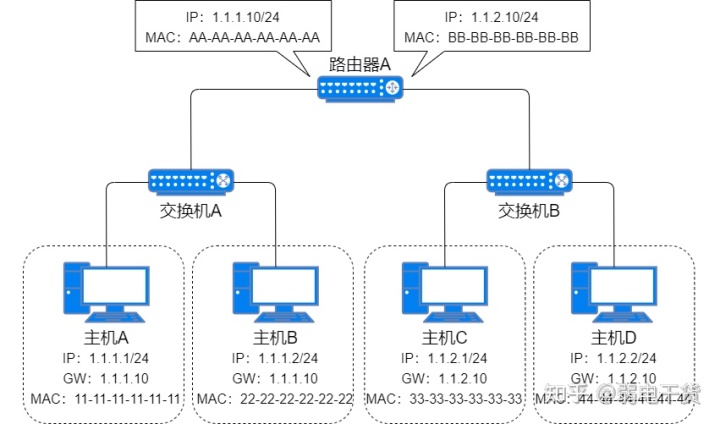 IP：1.1.1.10/24
MAC：AA-AA-AA-AA-AA-AA
IP：1.1.2.10/24
MAC：BB-BB-BB-BB-BB-BB
路由器A
交换机A
交换机B
主机A
IP：1.1.1.1/24
GW：1.1.1.10
MAC：11-11-11-11-11-11
主机B
IP：1.1.1.2/24
GW：1.1.1.10
MAC：22-22-22-22-22-22
主机C
IP：1.1.2.1/24
GW：1.1.2.10
MAC：33-33-33-33-33-33
主机D
IP：1.1.2.2/24
GW：1.1.2.10
MAC：44-44-44-44-44-44
知乎 @弱电干货